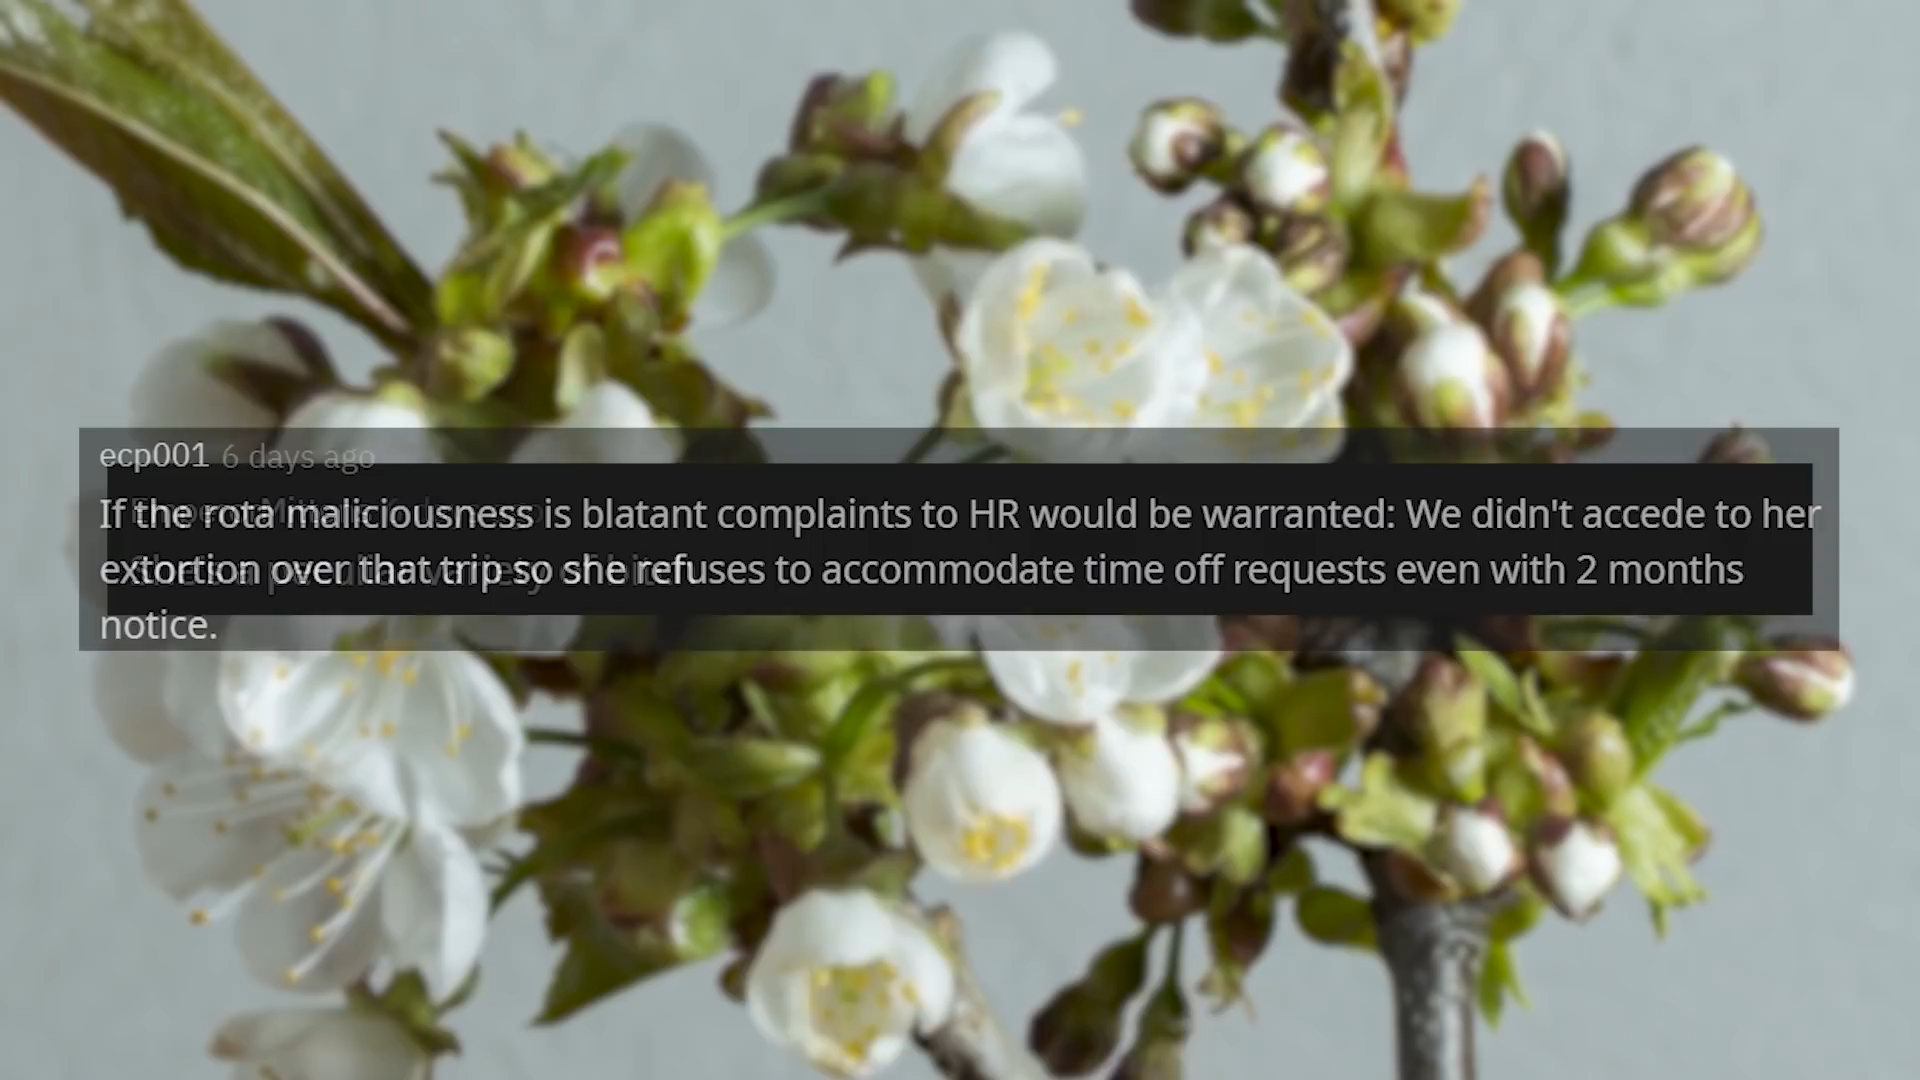 ecp001 6 days ago
If the rota maliciousness is blatant complaints to HR would be warranted: We didn't accede to her
extortion over that trip so she refuses to accommodate time off requests even with 2 months
notice.